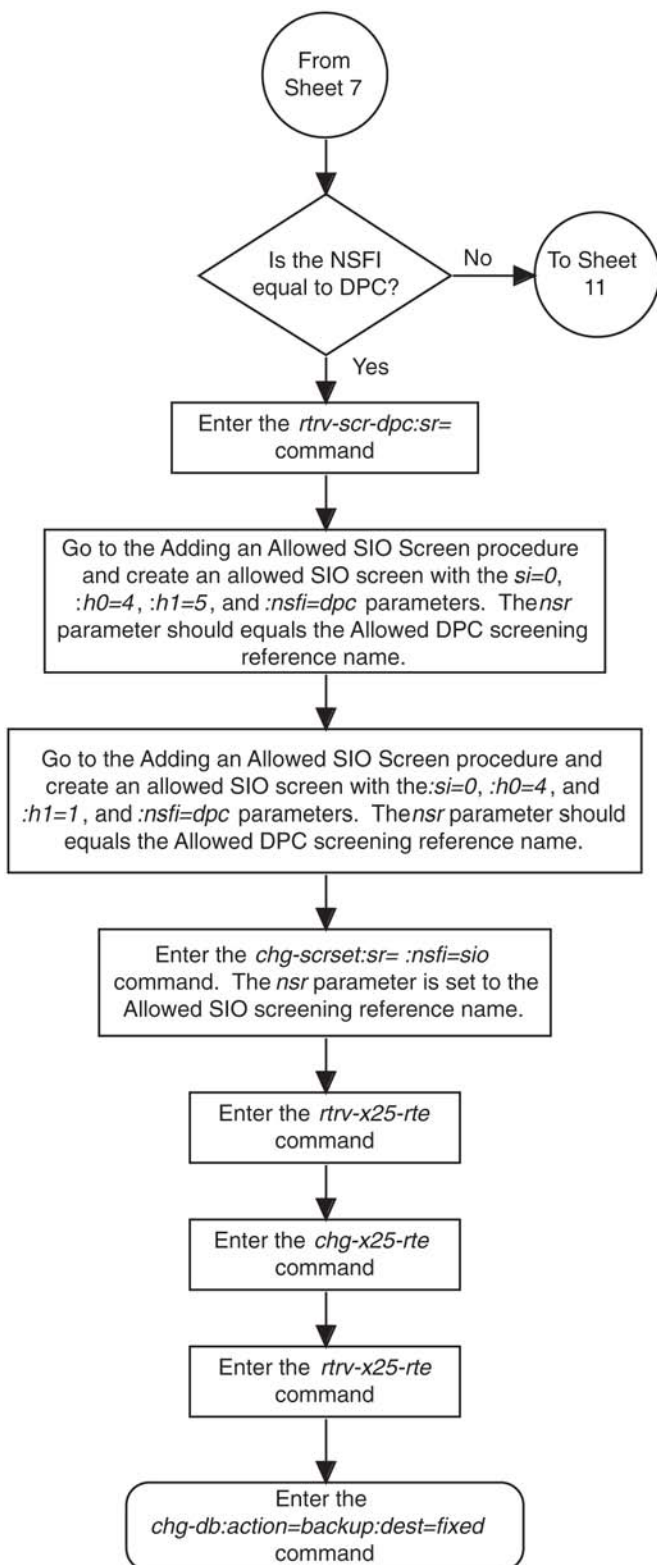 From
Sheet 7
Is the NSFI
equal to DPC?
No
To Sheet
11
Yes
Enter the rtrv-scr-dpc:sr=
command
Go to the Adding an Allowed SIO Screen procedure
and create an allowed SIO screen with the si=0,
:h0=4, :h1=5, and :nsfi=dpc parameters. The nsr
parameter should equals the Allowed DPC screening
reference name.
Go to the Adding an Allowed SIO Screen procedure and
create an allowed SIO screen with the :si=0, :h0=4, and
:h1=1, and :nsfi=dpc parameters. The nsr parameter should
equals the Allowed DPC screening reference name.
Enter the chg-scrset:sr= :nsfi=sio
command. The nsr parameter is set to the
Allowed SIO screening reference name.
Enter the rtrv-x25-rte
command
Enter the chg-x25-rte
command
Enter the rtrv-x25-rte
command
Enter the
chg-db:action=backup:dest=fixed
command